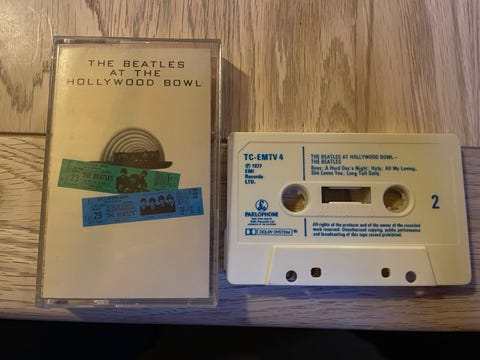 THE BEATLES
AT THE
HOLLYWOOD BOWL
23
THE BEATLES
29
THE BEATLES
TC-EMTV 4
℗ 1977
EMI
Records
LTD.
THE BEATLES AT HOLLYWOOD BOWL—
THE BEATLES
Boys; A Hard Day's Night; Help; All My Loving;
She Loves You; Long Tall Sally.
2
PARLOPHONE
DOLBY SYSTEM
All rights of the producer and of the owner of the recorded
work reserved. Unauthorised copying, public performance
and broadcasting of this tape record prohibited.